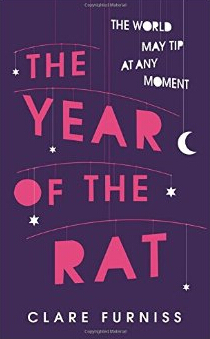 THE WORLD
MAY TIP
AT ANY
MOMENT
THE
YEAR
OF THE
RAT
CLARE FURNISS